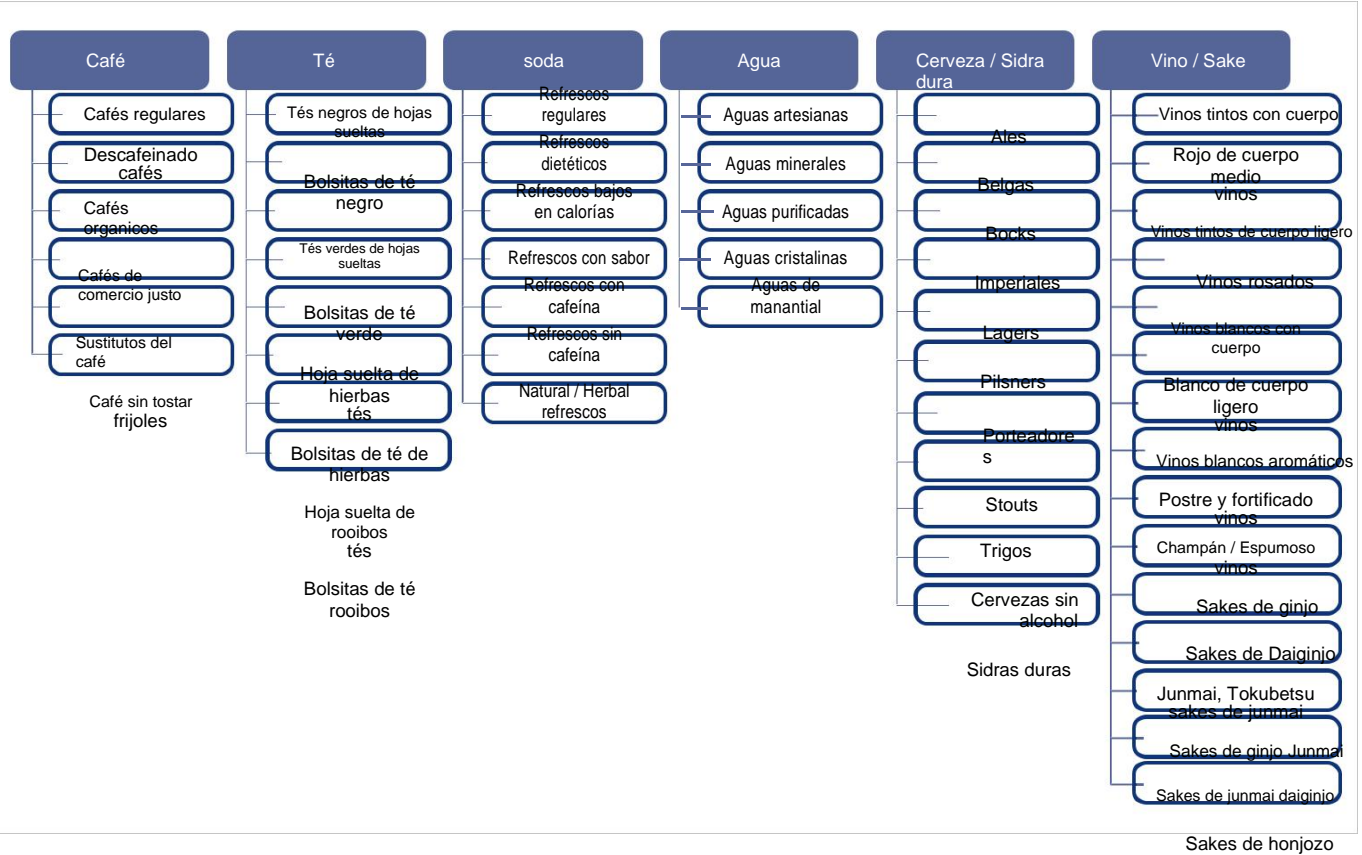 Café
Cafés regulares
Descafeinado
cafés
Cafés
organicos
Cafés de
comercio justo
Sustitutos del
café
Café sin tostar
frijoles
Té
Tés negros de hojas
sueltas
Bolsitas de té
negro
Tés verdes de hojas
sueltas
Bolsitas de té
verde
Hoja suelta de
hierbas
tés
Bolsitas de té de
hierbas
Hoja suelta de
rooibos
tés
Bolsitas de té
rooibos
soda
Refrescos
regulares
Refrescos
dietéticos
Refrescos bajos
en calorías
Refrescos con sabor
Refrescos con
cafeína
Refrescos sin
cafeína
Natural / Herbal
refrescos
Agua
Aguas artesianas
Aguas minerales
Aguas purificadas
Aguas cristalinas
Aguas de
manantial
Cerveza / Sidra
dura
Ales
Belgas
Bocks
Imperiales
Lagers
Pilsners
Porteadore
s
Stouts
Trigos
Cervezas sin
alcohol
Sidras duras
Vino / Sake
Vinos tintos con cuerpo
Rojo de cuerpo
medio
vinos
Vinos tintos de cuerpo ligero
Vinos rosados
Vinos blancos con
cuerpo
Blanco de cuerpo
ligero
vinos
Vinos blancos aromáticos
Postre y fortificado
vinos
Champán / Espumoso
vinos
Sakes de ginjo
Sakes de Daiginjo
Junmai, Tokubetsu
sakes de junmai
Sakes de ginjo Junmai
Sakes de junmai daiginjo
Sakes de honjozo